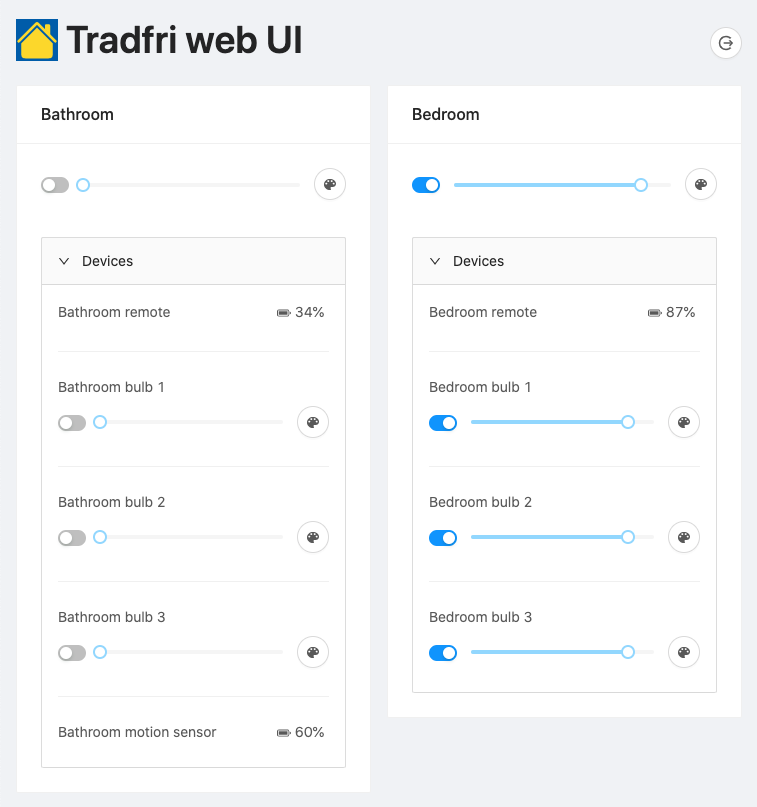 Tradfri web UI
Bathroom
Devices
Bathroom remote 34%
Bathroom bulb 1
Bathroom bulb 2
Bathroom bulb 3
Bathroom motion sensor 60%
Bedroom
Devices
Bedroom remote 87%
Bedroom bulb 1
Bedroom bulb 2
Bedroom bulb 3